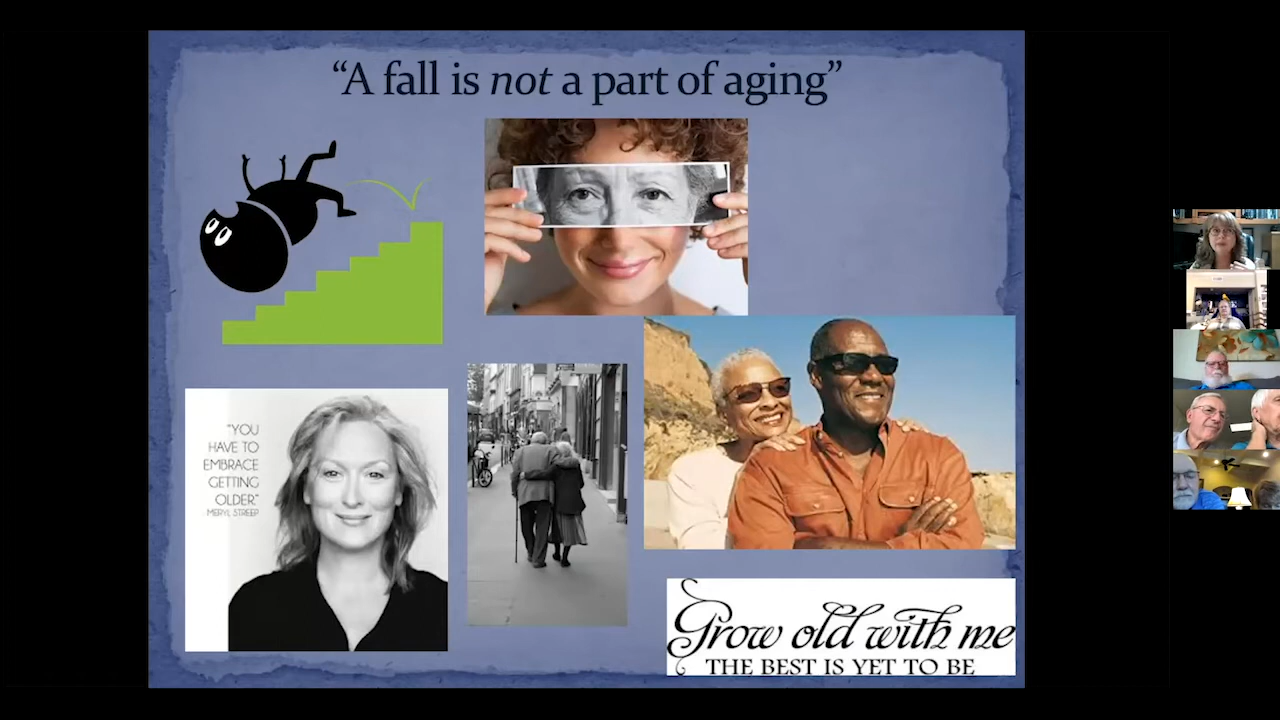 “A fall is not a part of aging”
"YOU
HAVE TO
EMBRACE
GETTING
OLDER."
MERYL STREEP
Grow old with me
THE BEST IS YET TO BE